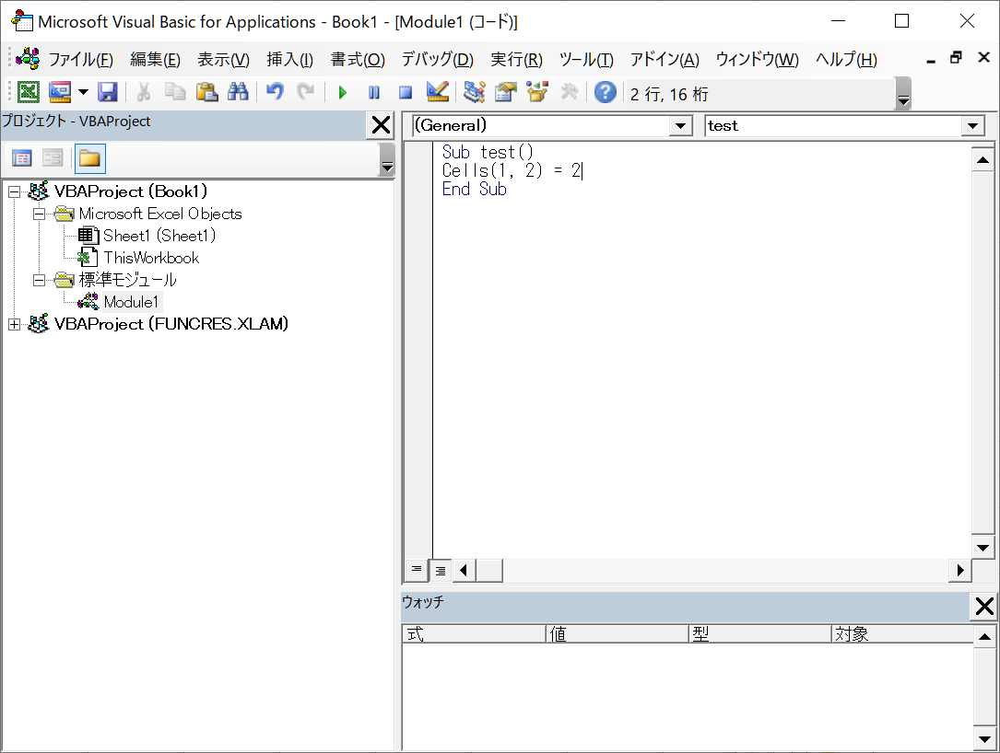 Microsoft Visual Basic for Applications - Book1 - [Module1 (コード)]
ファイル(F) 編集(E) 表示(V) 挿入(I) 書式(O) デバッグ(D) 実行(R) ツール(T) アドイン(A) ウィンドウ(W) ヘルプ(H)
2 行, 16 桁
プロジェクト - VBAProject
VBAProject (Book1)
Microsoft Excel Objects
Sheet1 (Sheet1)
ThisWorkbook
標準モジュール
Module1
VBAProject (FUNCRES.XLAM)
(General) test
Sub test()
Cells(1, 2) = 2
End Sub
ウォッチ
式 値 型 対象